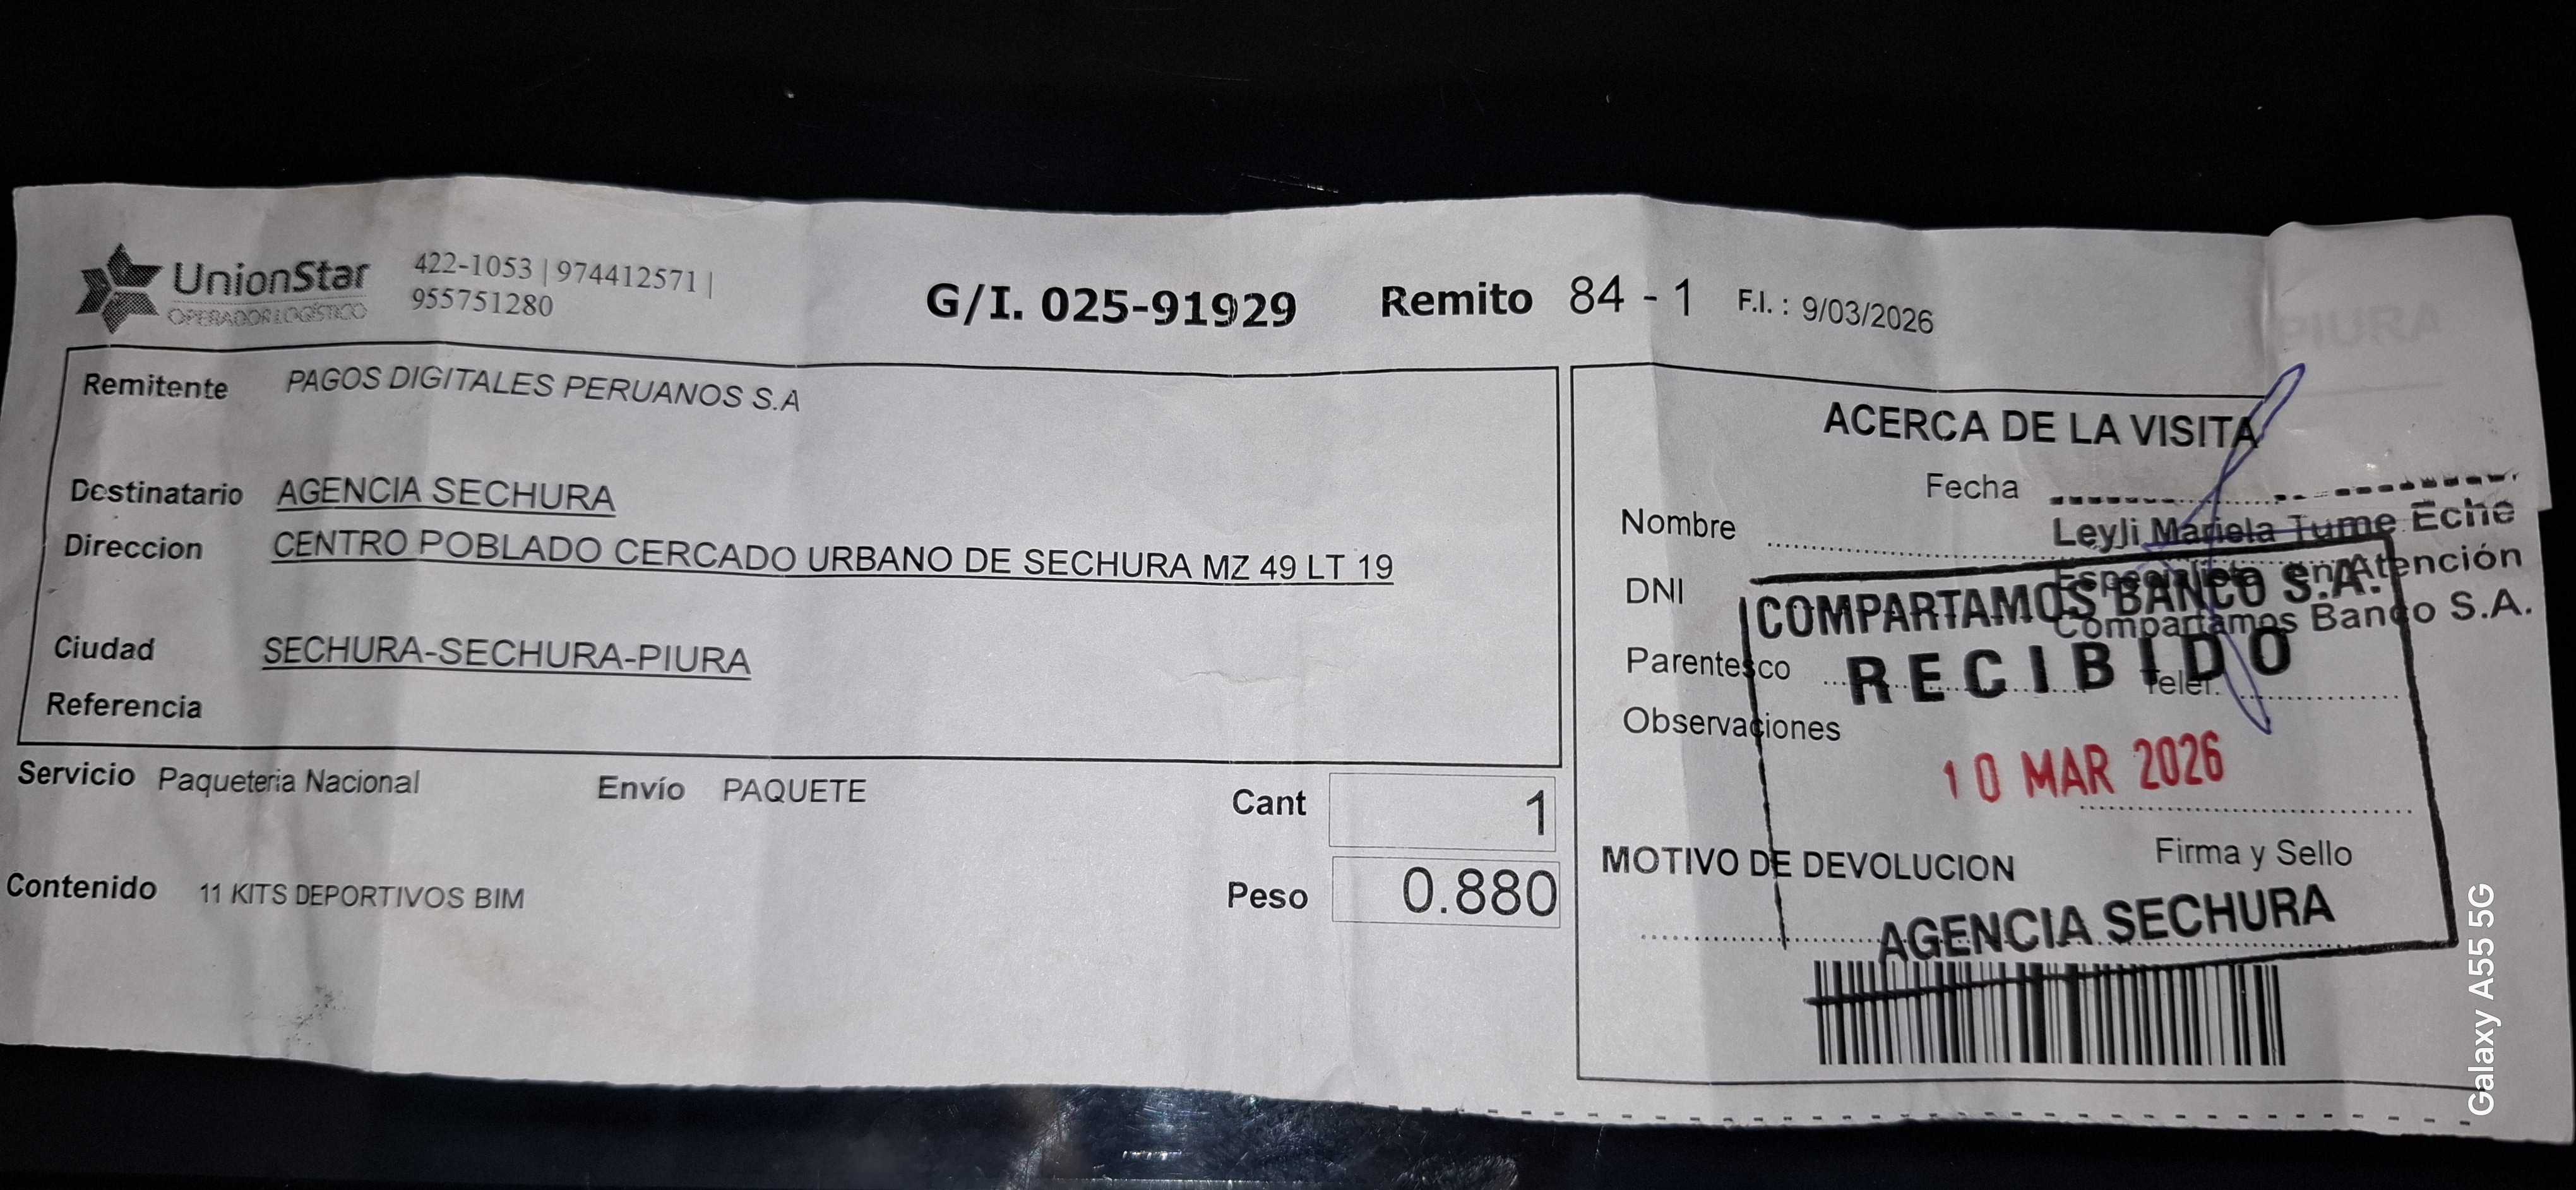 UnionStar
OPERADOR LOGÍSTICO
422-1053 | 974412571 |
955751280
G/I. 025-91929
Remito 84 - 1
F.I. : 9/03/2026
Remitente PAGOS DIGITALES PERUANOS S.A
Destinatario AGENCIA SECHURA
Direccion CENTRO POBLADO CERCADO URBANO DE SECHURA MZ 49 LT 19
Ciudad SECHURA-SECHURA-PIURA
Referencia
Servicio Paqueteria Nacional
Envío PAQUETE
Cant 1
Contenido 11 KITS DEPORTIVOS BIM
Peso 0.880
PIURA
ACERCA DE LA VISITA
Fecha
Nombre
Leyli Mariela Tume Eche
Especialista en Atención
Compartamos Banco S.A.
DNI
COMPARTAMOS BANCO S.A.
Parentesco
RECIBIDO
Telef.
Observaciones
10 MAR 2026
Firma y Sello
MOTIVO DE DEVOLUCION
AGENCIA SECHURA
Galaxy A55 5G